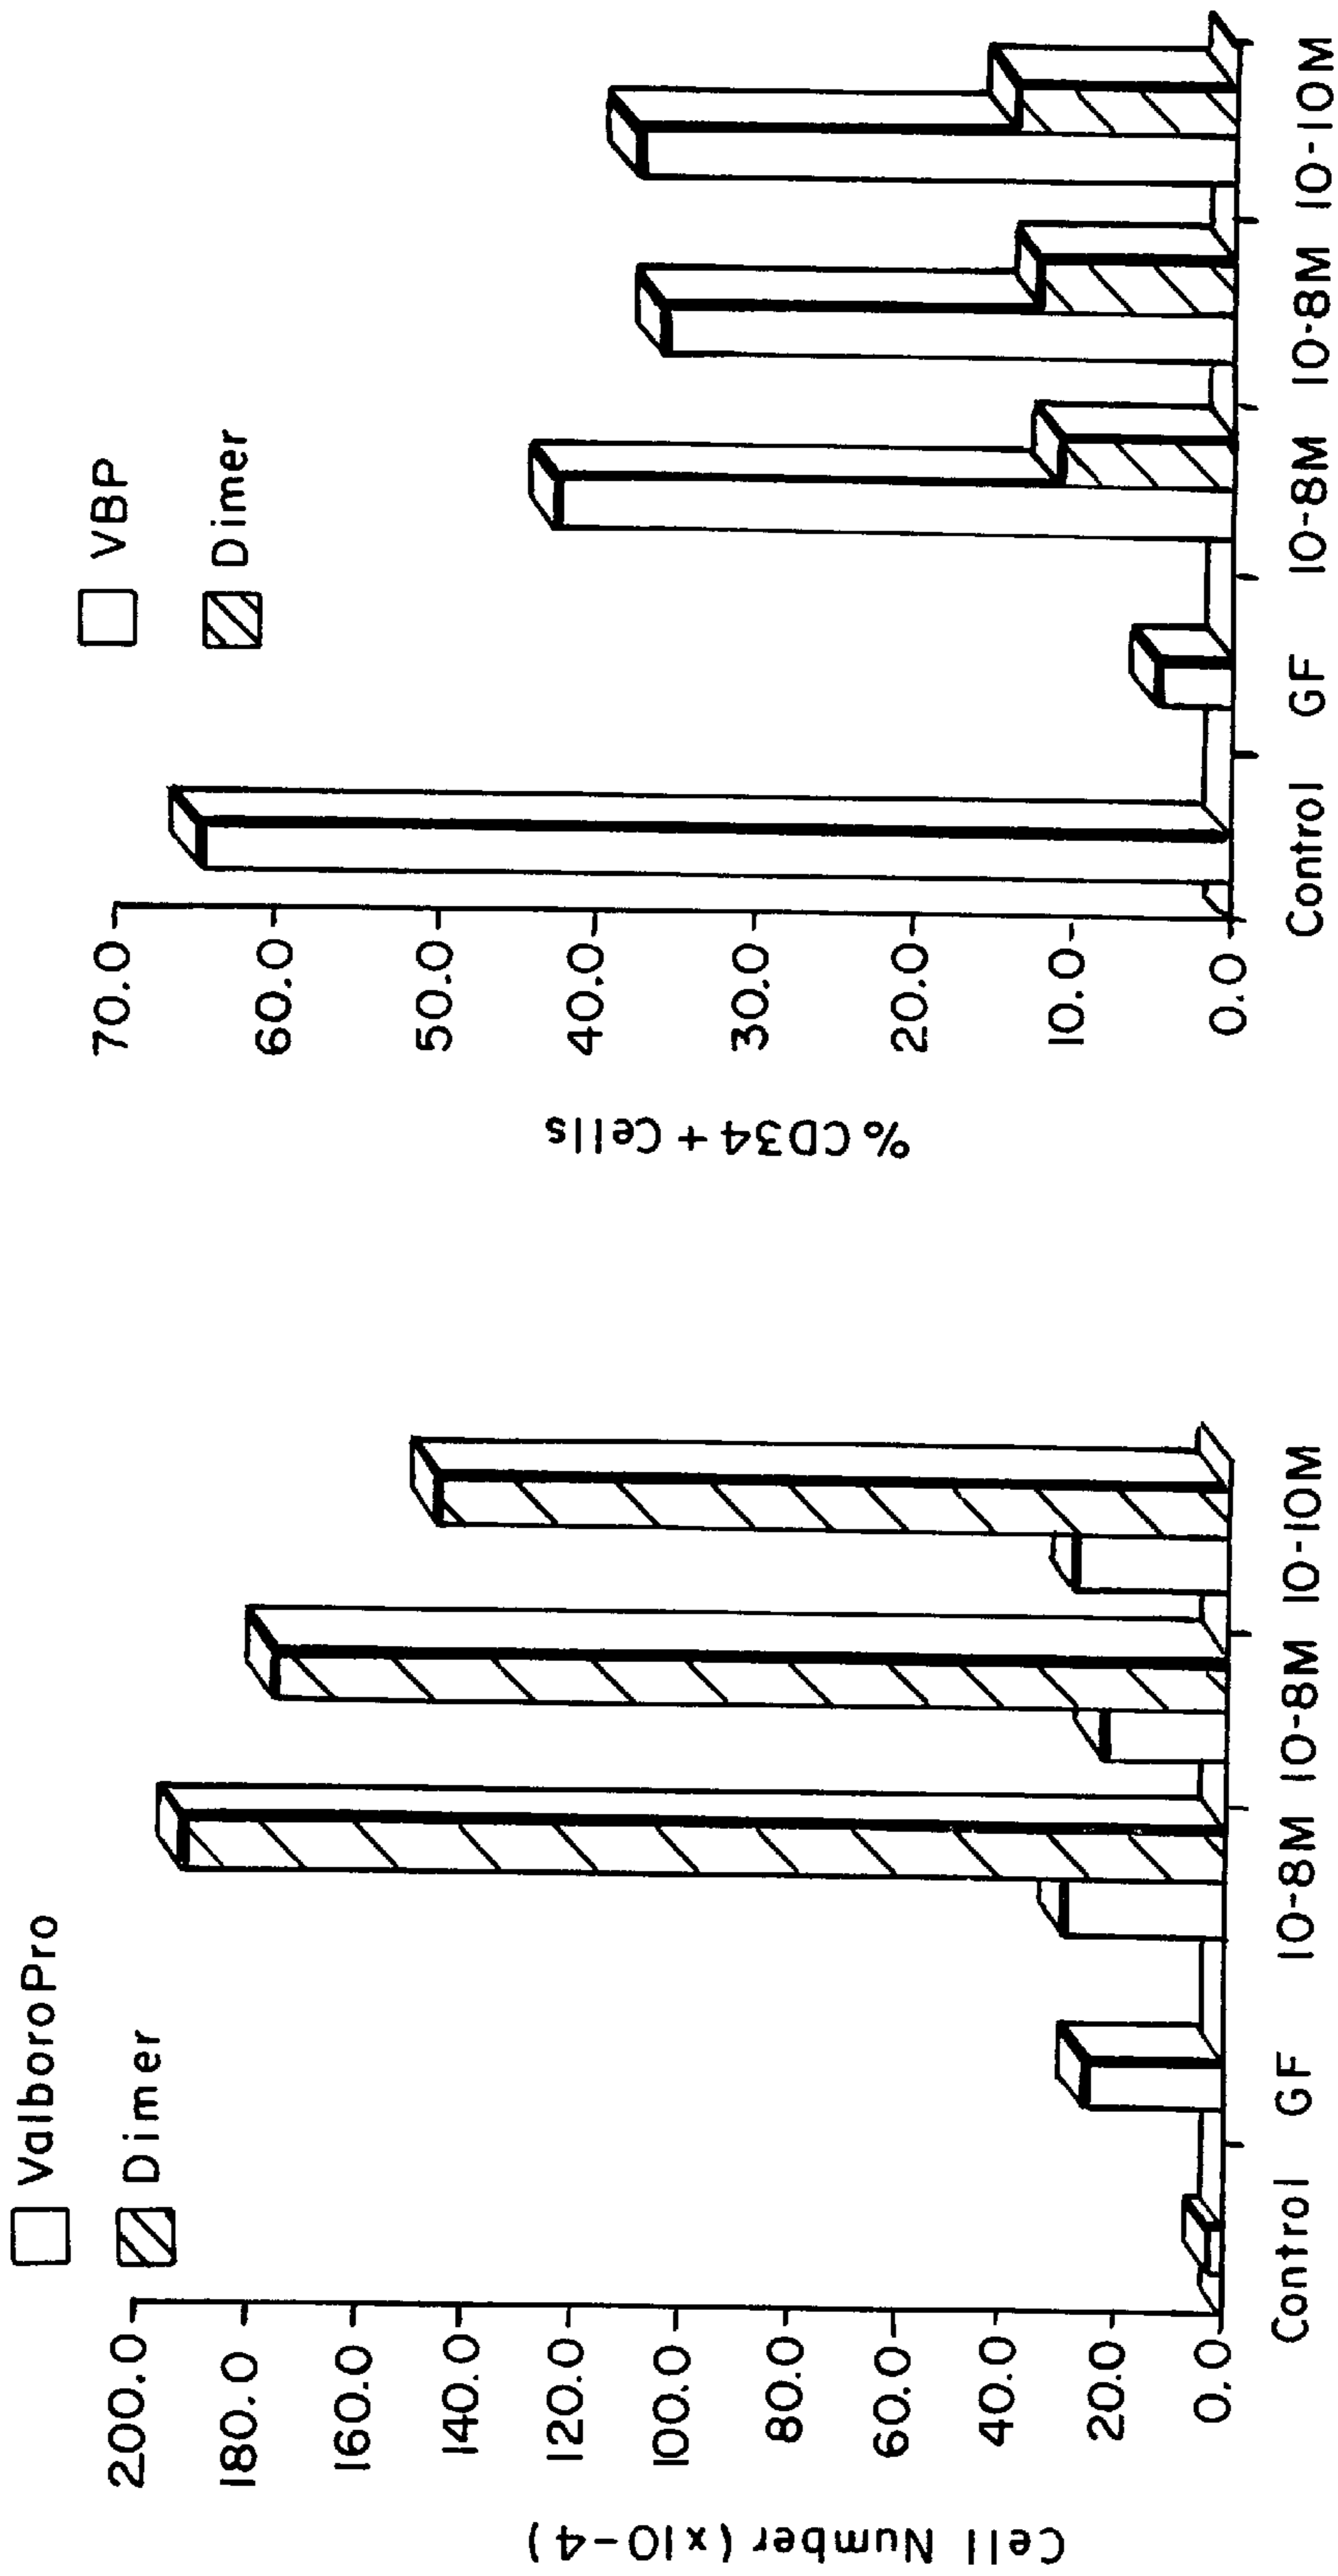 ValboroPro
Dimer
200.0
180.0
160.0
140.0
120.0
100.0
80.0
60.0
40.0
20.0
0.0
Cell Number (x10-4)
Control GF 10-8M 10-8M 10-10M
VBP
Dimer
70.0
60.0
50.0
40.0
30.0
20.0
10.0
0.0
% CD34 + Cells
Control GF 10-8M 10-8M 10-10M